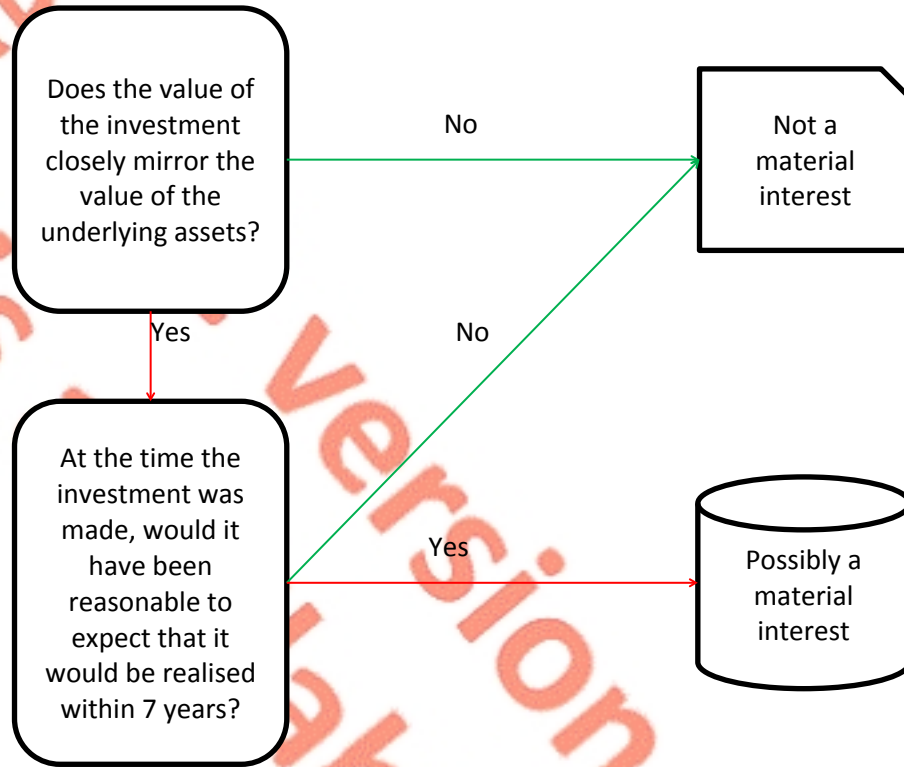 Does the value of
the investment
closely mirror the
value of the
underlying assets?
No
Not a
material
interest
Yes
No
At the time the
investment was
made, would it
have been
reasonable to
expect that it
would be realised
within 7 years?
Yes
Possibly a
material
interest
version